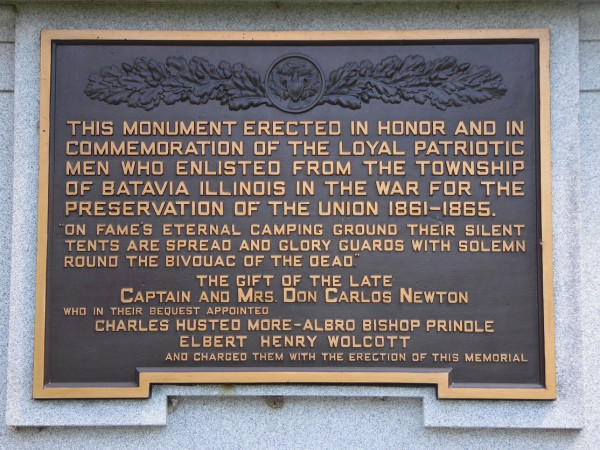 THIS MONUMENT ERECTED IN HONOR AND IN
COMMEMORATION OF THE LOYAL PATRIOTIC
MEN WHO ENLISTED FROM THE TOWNSHIP
OF BATAVIA ILLINOIS IN THE WAR FOR THE
PRESERVATION OF THE UNION 1861-1865.
"ON FAME'S ETERNAL CAMPING GROUND THEIR SILENT
TENTS ARE SPREAD AND GLORY GUARDS WITH SOLEMN
ROUND THE BIVOUAC OF THE DEAD."
THE GIFT OF THE LATE
CAPTAIN AND MRS. DON CARLOS NEWTON
WHO IN THEIR BEQUEST APPOINTED
CHARLES HUSTED MORE-ALBRO BISHOP PRINDLE
ELBERT HENRY WOLCOTT
AND CHARGED THEM WITH THE ERECTION OF THIS MEMORIAL